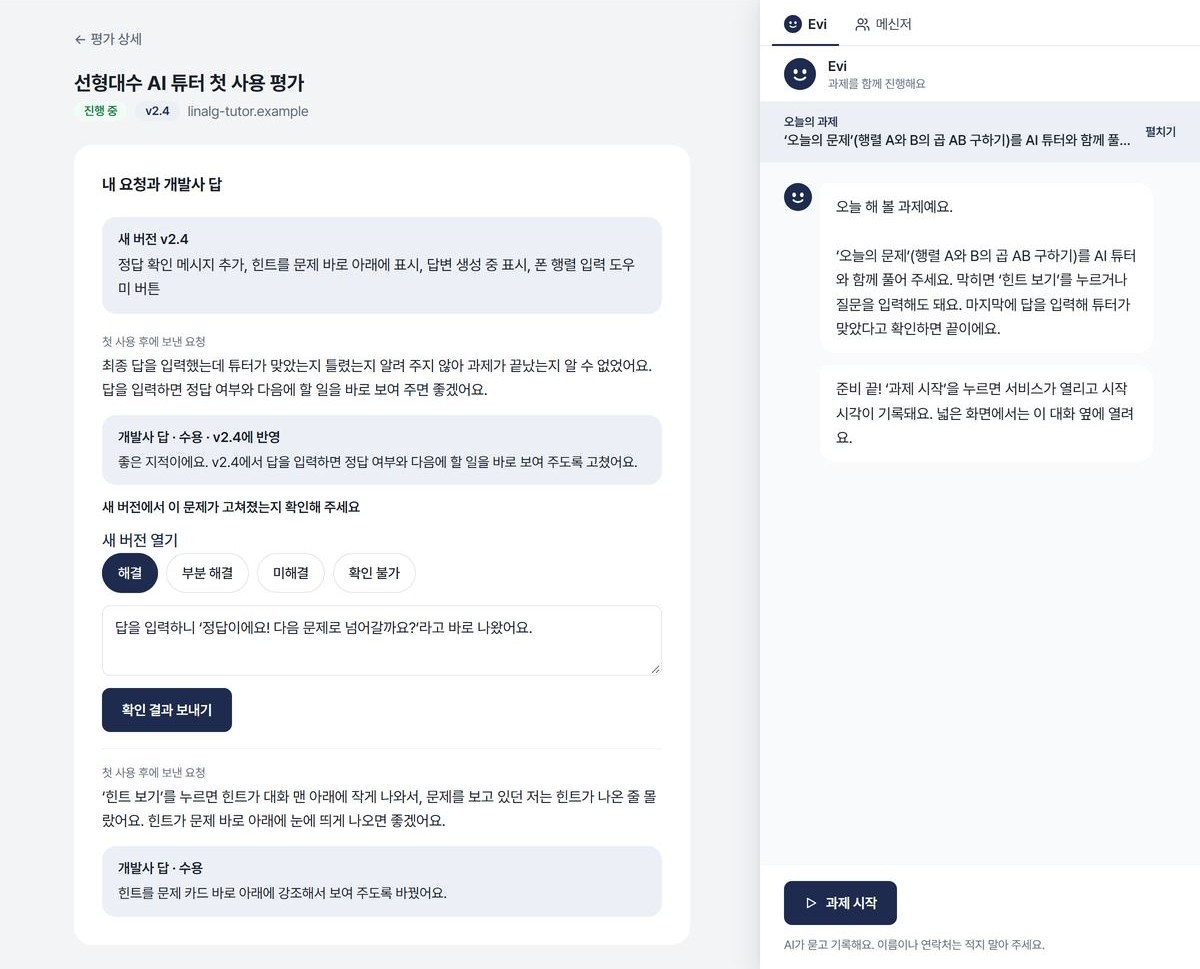 ← 평가 상세
선형대수 AI 튜터 첫 사용 평가
진행 중 v2.4 linalg-tutor.example
내 요청과 개발사 답
새 버전 v2.4
정답 확인 메시지 추가, 힌트를 문제 바로 아래에 표시, 답변 생성 중 표시, 폰 행렬 입력 도우
미 버튼
첫 사용 후에 보낸 요청
최종 답을 입력했는데 튜터가 맞았는지 틀렸는지 알려 주지 않아 과제가 끝났는지 알 수 없었어요.
답을 입력하면 정답 여부와 다음에 할 일을 바로 보여 주면 좋겠어요.
개발사 답 · 수용 · v2.4에 반영
좋은 지적이에요. v2.4에서 답을 입력하면 정답 여부와 다음에 할 일을 바로 보여 주도록 고쳤어요.
새 버전에서 이 문제가 고쳐졌는지 확인해 주세요
새 버전 열기
해결 부분 해결 미해결 확인 불가
답을 입력하니 ‘정답이에요! 다음 문제로 넘어갈까요?’라고 바로 나왔어요.
확인 결과 보내기
첫 사용 후에 보낸 요청
‘힌트 보기’를 누르면 힌트가 대화 맨 아래에 작게 나와서, 문제를 보고 있던 저는 힌트가 나온 줄 몰
랐어요. 힌트가 문제 바로 아래에 눈에 띄게 나오면 좋겠어요.
개발사 답 · 수용
힌트를 문제 카드 바로 아래에 강조해서 보여 주도록 바꿨어요.
Evi 메신저
Evi
과제를 함께 진행해요
오늘의 과제
‘오늘의 문제’(행렬 A와 B의 곱 AB 구하기)를 AI 튜터와 함께 풀... 펼치기
오늘 해 볼 과제예요.
‘오늘의 문제’(행렬 A와 B의 곱 AB 구하기)를 AI 튜터
와 함께 풀어 주세요. 막히면 ‘힌트 보기’를 누르거나
질문을 입력해도 돼요. 마지막에 답을 입력해 튜터가
맞았다고 확인하면 끝이에요.
준비 끝! ‘과제 시작’을 누르면 서비스가 열리고 시작
시각이 기록돼요. 넓은 화면에서는 이 대화 옆에 열려
요.
과제 시작
AI가 묻고 기록해요. 이름이나 연락처는 적지 말아 주세요.